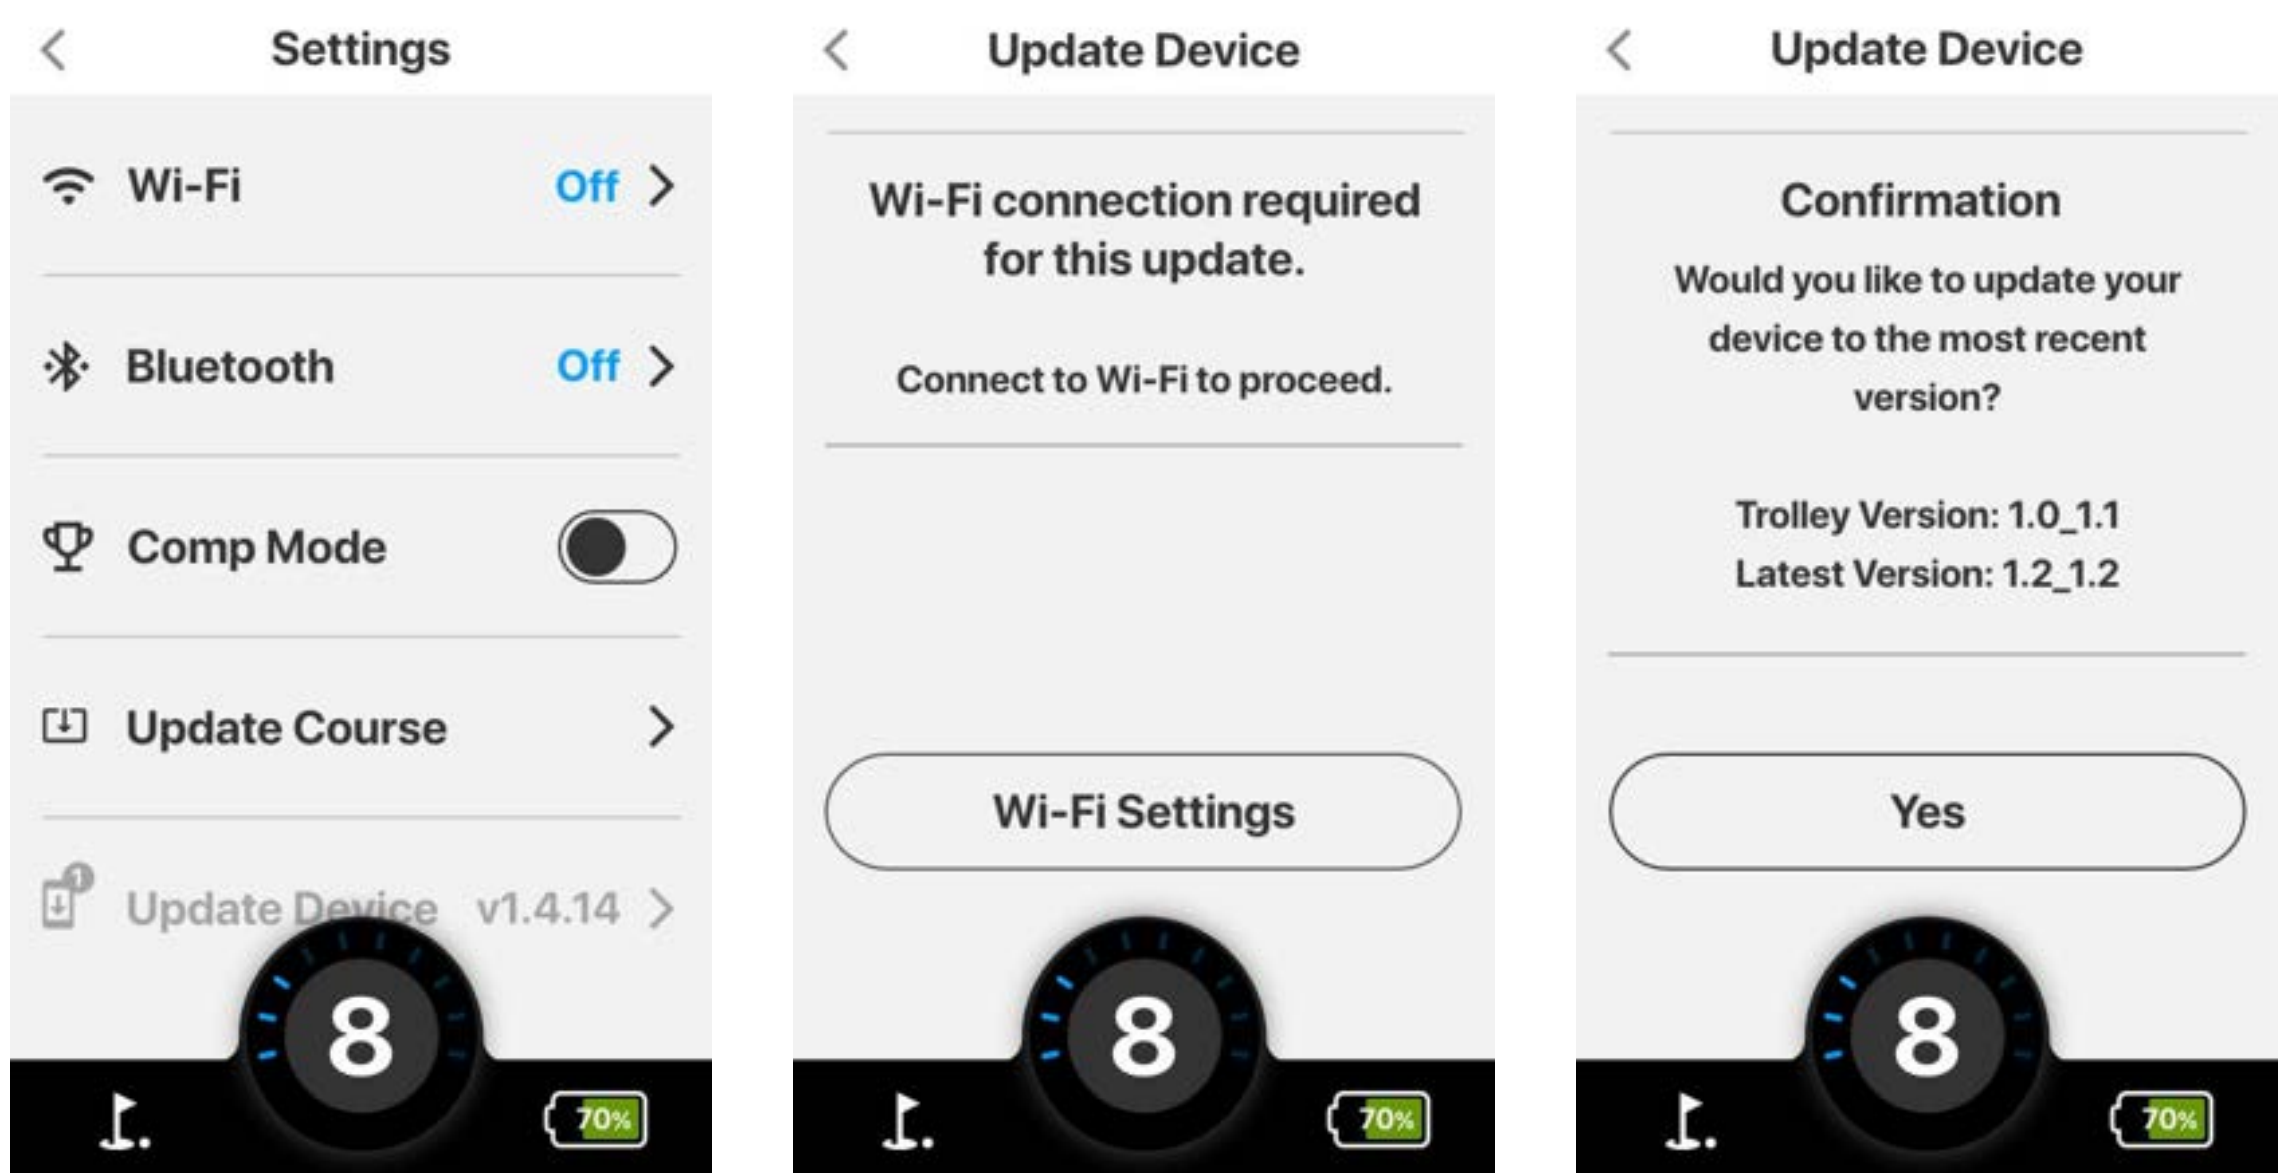 Settings
Wi-Fi Off
Bluetooth Off
Comp Mode
Update Course
1
Update Device v1.4.14
8
70%
Update Device
Wi-Fi connection required
for this update.
Connect to Wi-Fi to proceed.
Wi-Fi Settings
8
70%
Update Device
Confirmation
Would you like to update your
device to the most recent
version?
Trolley Version: 1.0_1.1
Latest Version: 1.2_1.2
Yes
8
70%